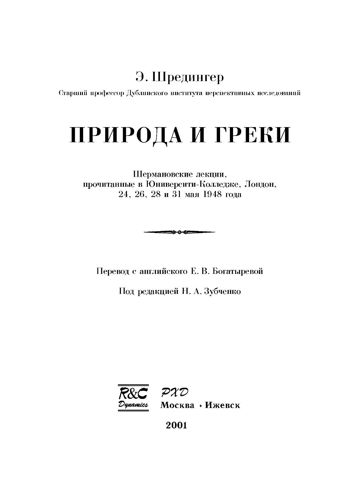 Э. Шредингер
Старший профессор Дублинского института перспективных исследований
ПРИРОДА И ГРЕКИ
Шермановские лекции,
прочитанные в Юниверсити-Колледже, Лондон,
24, 26, 28 и 31 мая 1948 года
Перевод с английского Е. В. Богатыревой
Под редакцией Н. А. Зубченко
R&C
Dynamics
РХД
Москва • Ижевск
2001